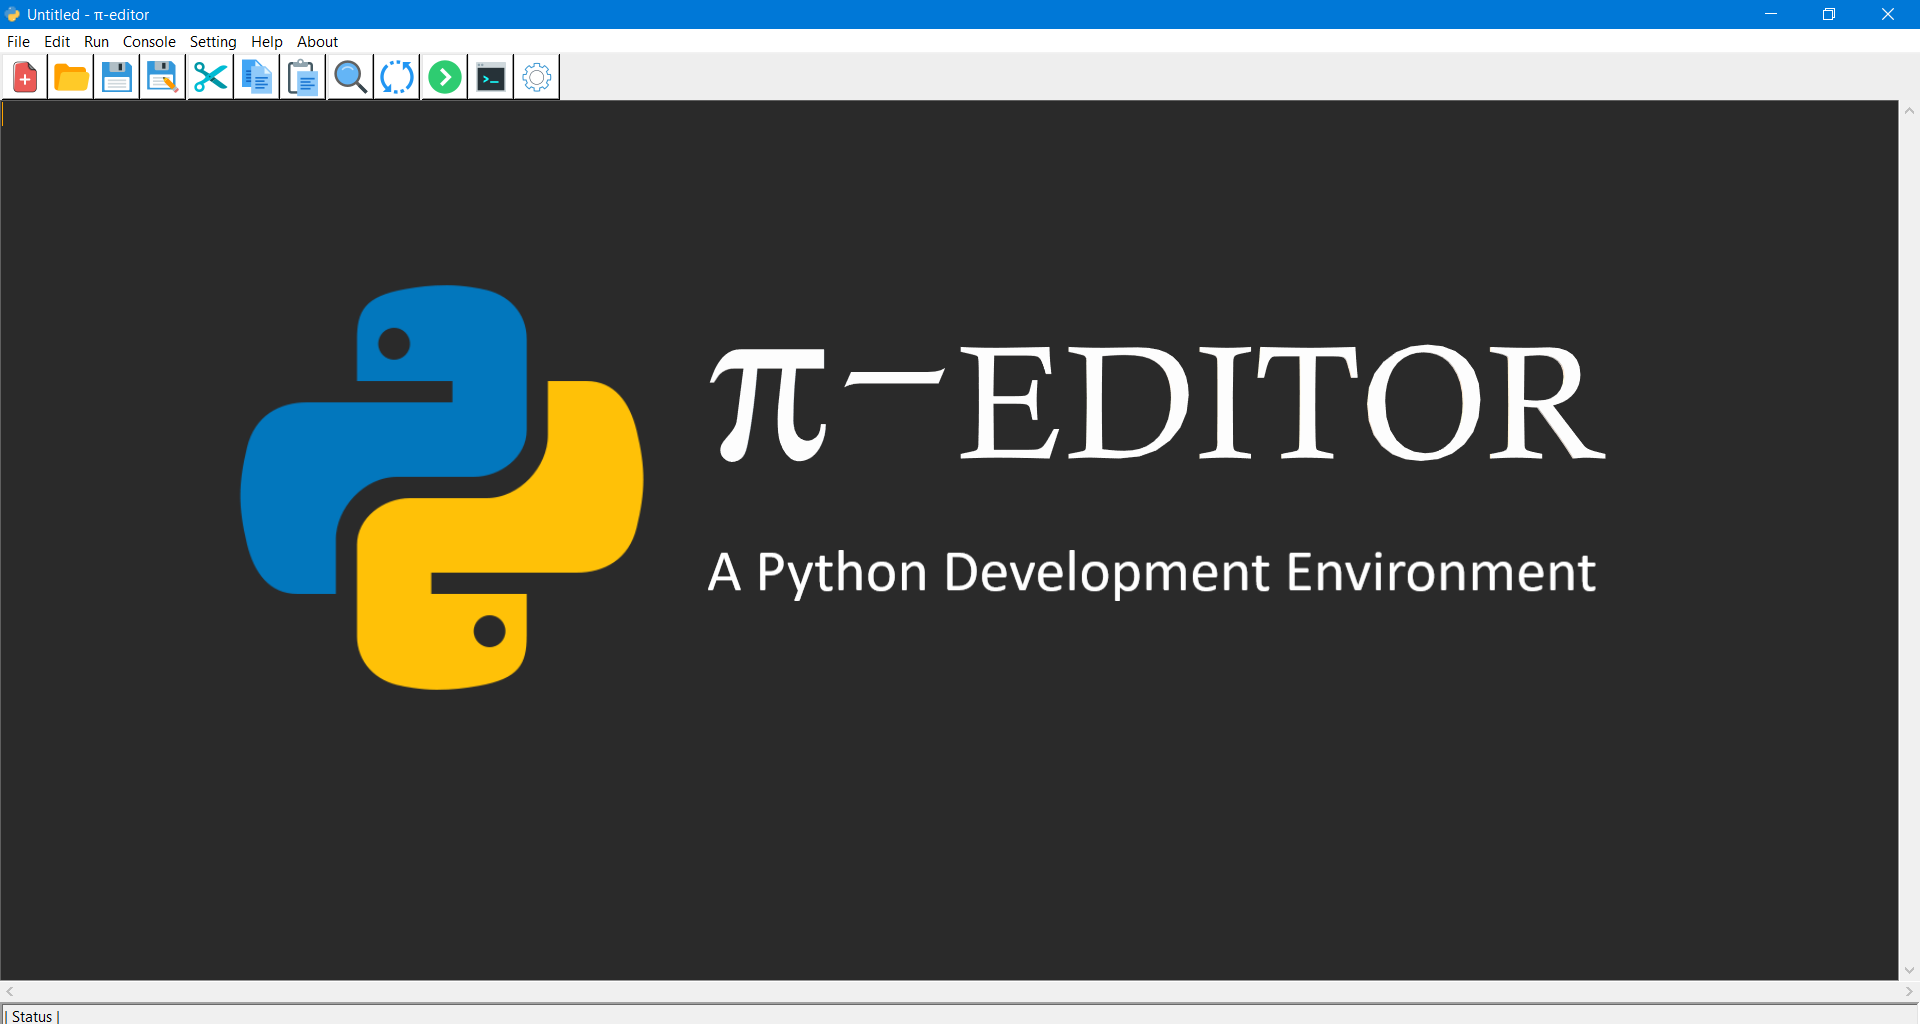 Untitled - π-editor
File Edit Run Console Setting Help About
π-EDITOR
A Python Development Environment
| Status |